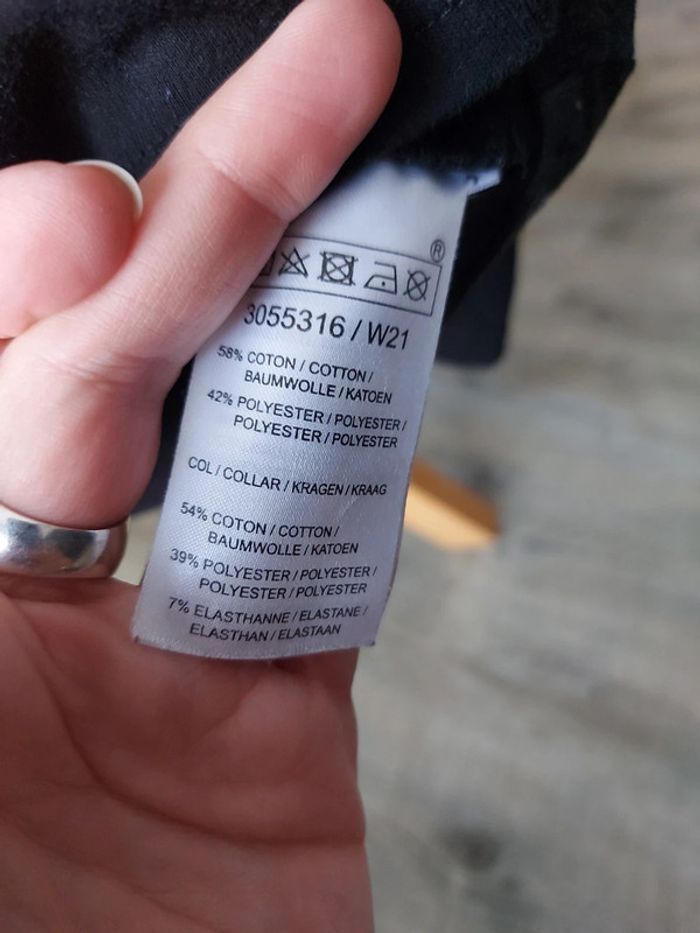 ®
3055316 / W21
58% COTON / COTTON /
BAUMWOLLE / KATOEN
42% POLYESTER / POLYESTER /
POLYESTER / POLYESTER
COL / COLLAR / KRAGEN / KRAAG
54% COTON / COTTON /
BAUMWOLLE / KATOEN
39% POLYESTER / POLYESTER /
POLYESTER / POLYESTER
7% ELASTHANNE / ELASTANE /
ELASTHAN / ELASTAAN